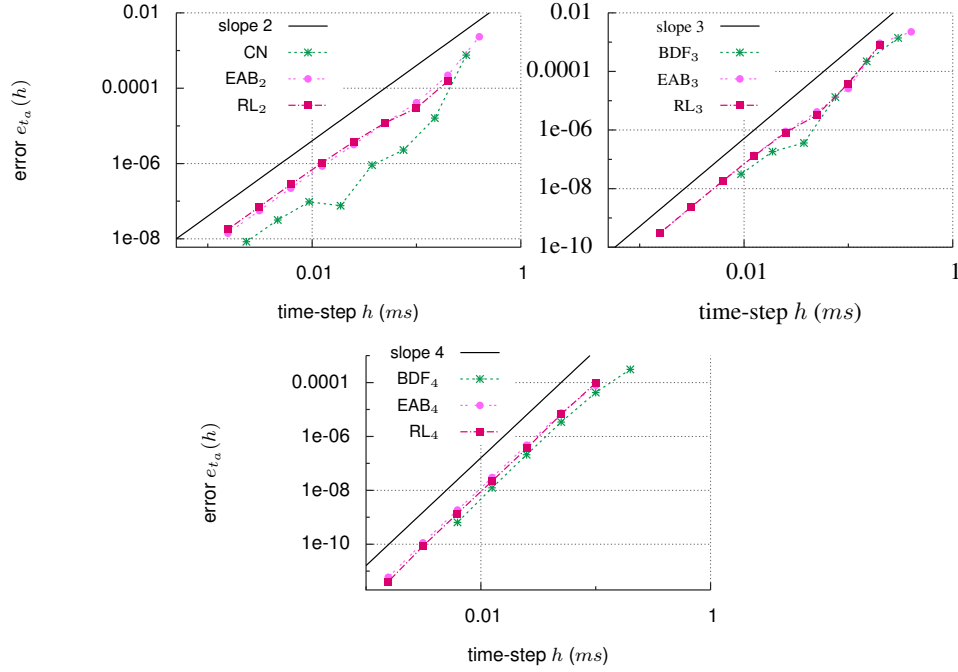 slope 2
CN
EAB₂
RL₂
0.01
0.0001
1e-06
1e-08
0.01
1
error eₜₐ(h)
time-step h (ms)
slope 3
BDF₃
EAB₃
RL₃
0.01
0.0001
1e-06
1e-08
1e-10
0.01
1
time-step h (ms)
slope 4
BDF₄
EAB₄
RL₄
0.0001
1e-06
1e-08
1e-10
0.01
1
error eₜₐ(h)
time-step h (ms)